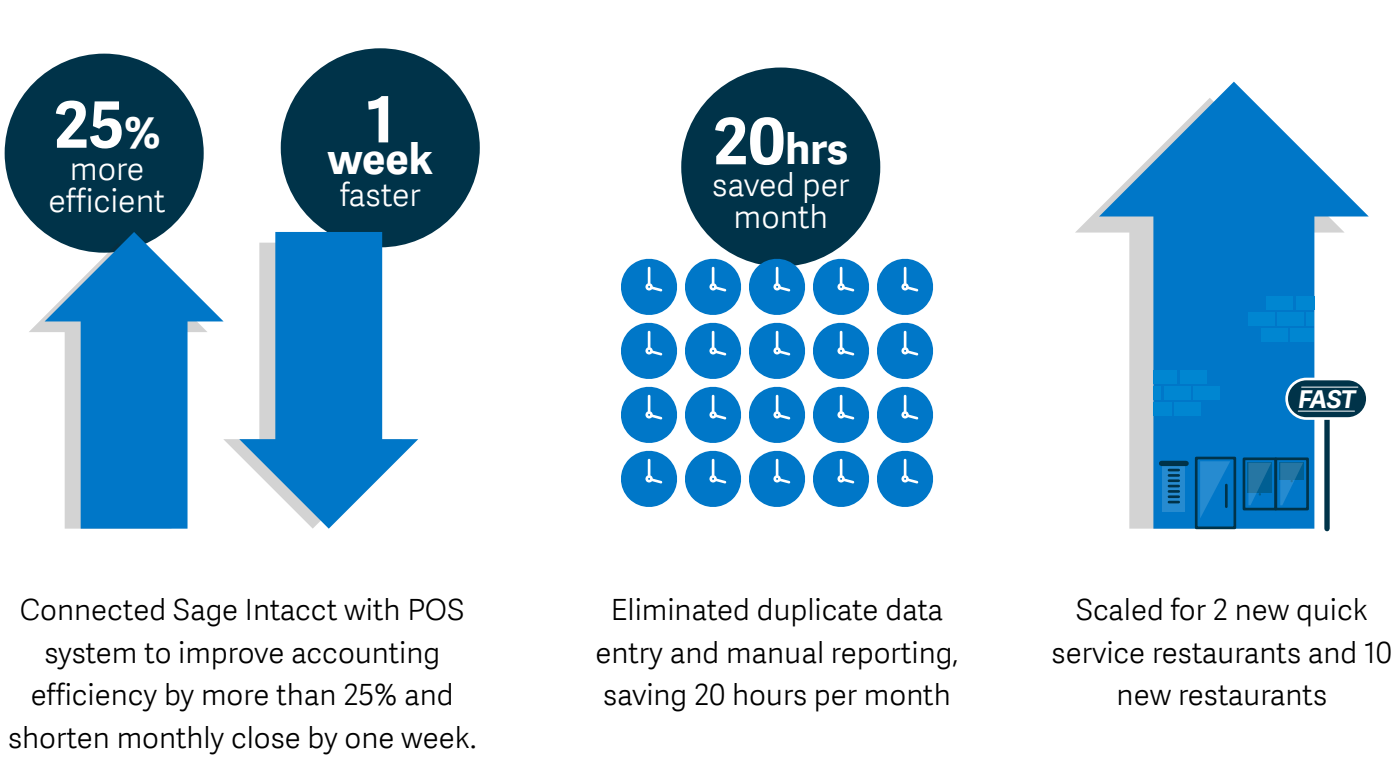 25%
more
efficient
1
week
faster
Connected Sage Intacct with POS
system to improve accounting
efficiency by more than 25% and
shorten monthly close by one week.
20hrs
saved per
month
Eliminated duplicate data
entry and manual reporting,
saving 20 hours per month
FAST
Scaled for 2 new quick
service restaurants and 10
new restaurants